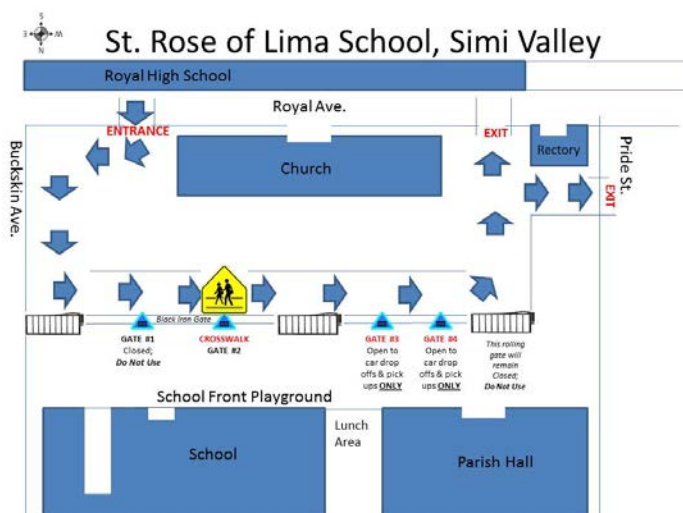 S
E W
N
St. Rose of Lima School, Simi Valley
Royal High School
Royal Ave.
ENTRANCE
EXIT
Buckskin Ave.
Church
Rectory
Pride St.
EXIT
Black Iron Gate
GATE #1
Closed;
Do Not Use
CROSSWALK
GATE #2
GATE #3
Open to
car drop
offs & pick
ups ONLY
GATE #4
Open to
car drop
offs & pick
ups ONLY
This rolling
gate will
remain
Closed;
Do Not Use
School Front Playground
School
Lunch
Area
Parish Hall